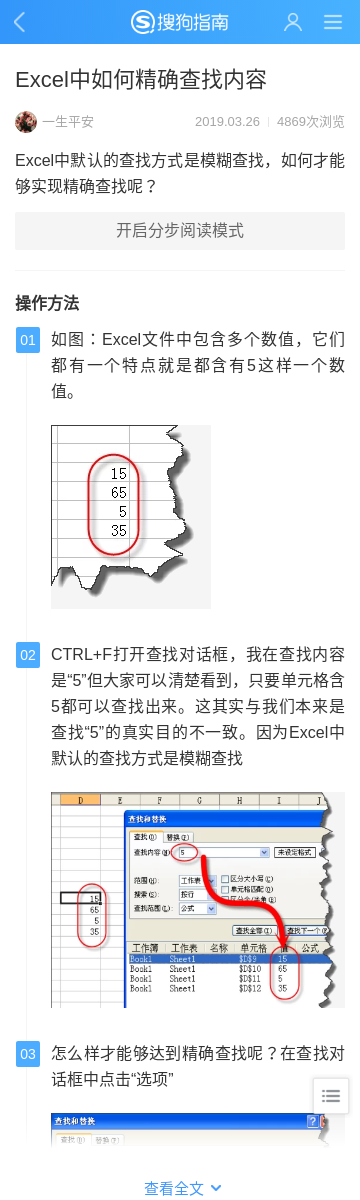 搜狗指南
Excel中如何精确查找内容
一生平安 2019.03.26 4869次浏览
Excel中默认的查找方式是模糊查找，如何才能
够实现精确查找呢？
开启分步阅读模式
操作方法
01 如图：Excel文件中包含多个数值，它们
都有一个特点就是都含有5这样一个数
值。
15
65
5
35
02 CTRL+F打开查找对话框，我在查找内容
是“5”但大家可以清楚看到，只要单元格含
5都可以查找出来。这其实与我们本来是
查找“5”的真实目的不一致。因为Excel中
默认的查找方式是模糊查找
D E F G H I J
查找和替换
查找(D) 替换(P)
查找内容(N): 5 未设定格式
范围(H): 工作表 区分大小写(C)
搜索(S): 按行 单元格匹配(O)
查找范围(L): 公式 区分全/半角(B)
查找全部(I) 查找下一个(F)
工作簿 工作表 名称 单元格 值 公式
Book1 Sheet1 $D$9 15
Book1 Sheet1 $D$10 65
Book1 Sheet1 $D$11 5
Book1 Sheet1 $D$12 35
15
65
5
35
03 怎么样才能够达到精确查找呢？在查找对
话框中点击“选项”
查找和替换
查找(D) 替换(P)
查看全文